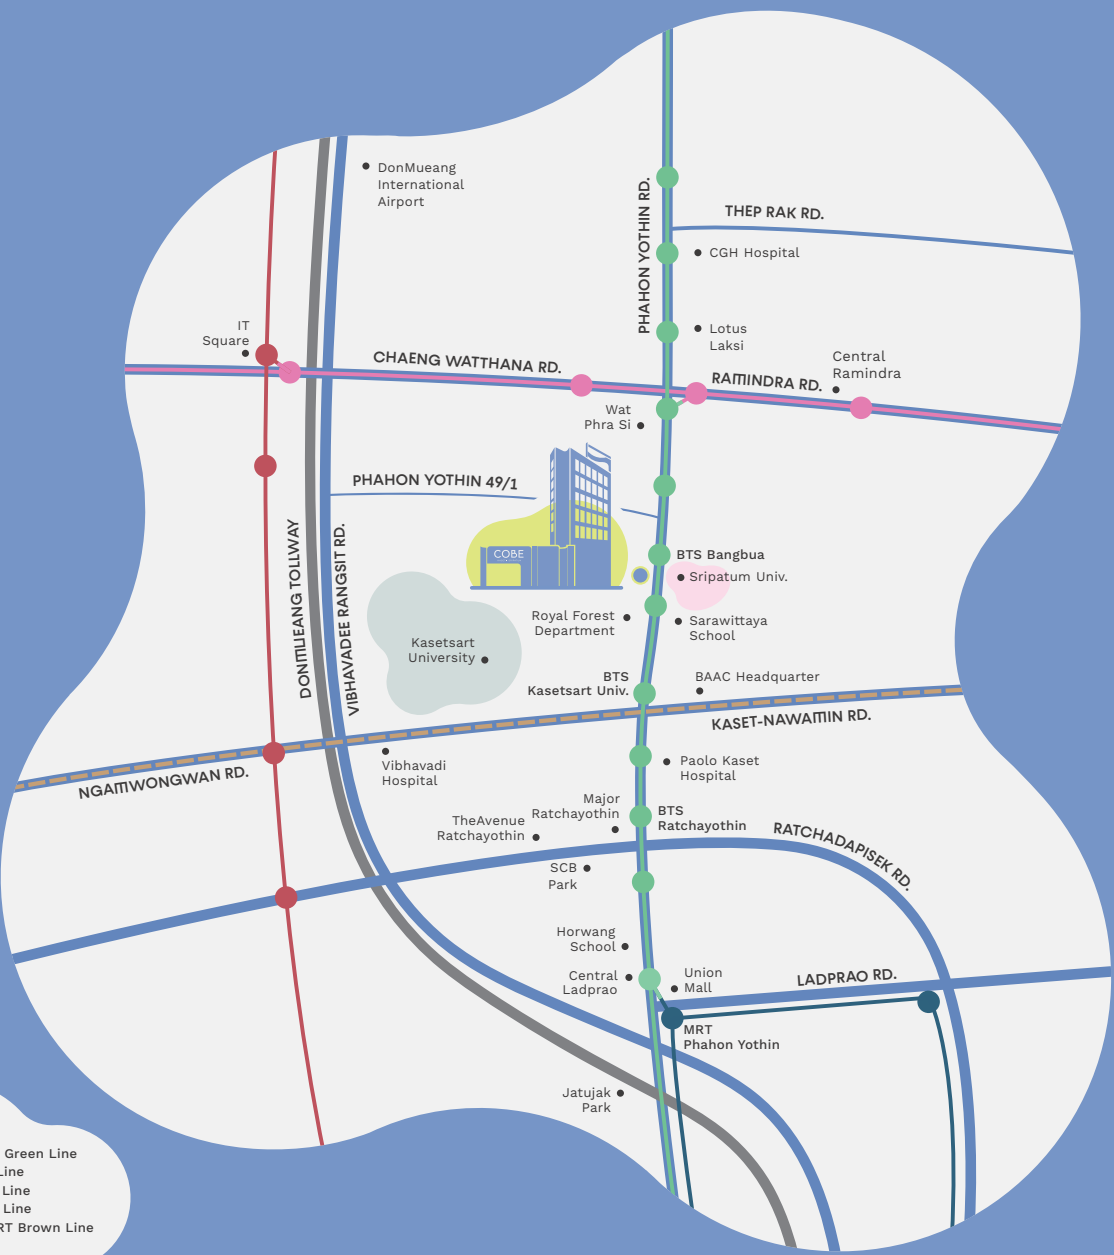 DonMueang
International
Airport
PHAHON YOTHIN RD.
THEP RAK RD.
CGH Hospital
IT
Square
Lotus
Laksi
CHAENG WATTHANA RD.
Central
Ramindra
RAMINDRA RD.
Wat
Phra Si
PHAHON YOTHIN 49/1
DONMUEANG TOLLWAY
VIBHAVADEE RANGSIT RD.
COBE
BTS Bangbua
Sripatum Univ.
Royal Forest
Department
Sarawittaya
School
Kasetsart
University
BTS
Kasetsart Univ.
BAAC Headquarter
KASET-NAWAMIN RD.
NGAMWONGWAN RD.
Vibhavadi
Hospital
Paolo Kaset
Hospital
Major
Ratchayothin
BTS
Ratchayothin
TheAvenue
Ratchayothin
RATCHADAPISEK RD.
SCB
Park
Horwang
School
Central
Ladprao
Union
Mall
LADPRAO RD.
MRT
Phahon Yothin
Jatujak
Park
Green Line
Line
Line
Line
RT Brown Line